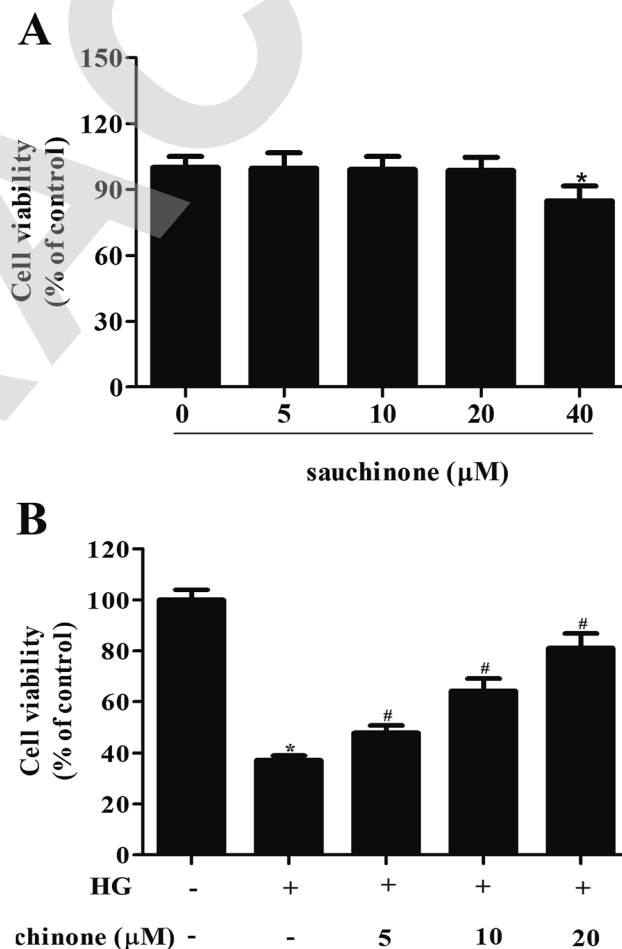 A
150
120
90
60
30
0
Cell viability
(% of control)
*
0 5 10 20 40
sauchinone (μM)
B
120
100
80
60
40
20
0
Cell viability
(% of control)
* # # #
HG - + + + +
chinone (μM) - - 5 10 20